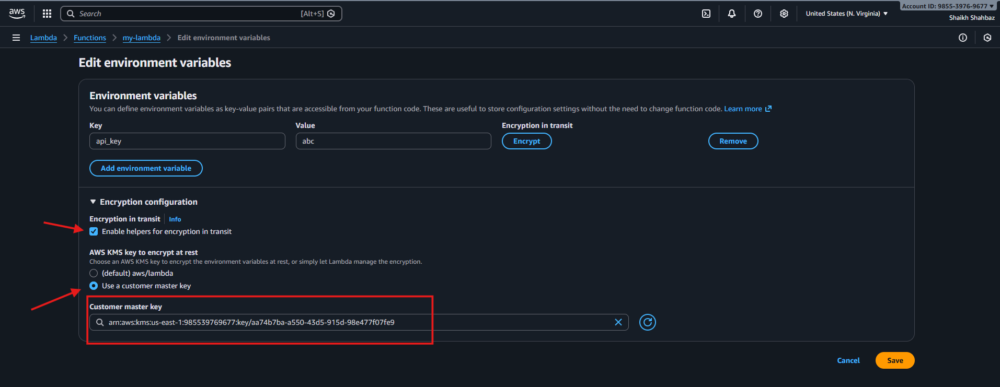 aws
Search [Alt+S]
United States (N. Virginia)
Account ID: 9855-3976-9677
Shaikh Shahbaz
Lambda Functions my-lambda Edit environment variables
Edit environment variables
Environment variables
You can define environment variables as key-value pairs that are accessible from your function code. These are useful to store configuration settings without the need to change function code. Learn more
Key Value Encryption in transit
api_key abc Encrypt Remove
Add environment variable
Encryption configuration
Encryption in transit Info
Enable helpers for encryption in transit
AWS KMS key to encrypt at rest
Choose an AWS KMS key to encrypt the environment variables at rest, or simply let Lambda manage the encryption.
(default) aws/lambda
Use a customer master key
Customer master key
arn:aws:kms:us-east-1:985539769677:key/aa74b7ba-a550-43d5-915d-98e477f07fe9
Cancel Save